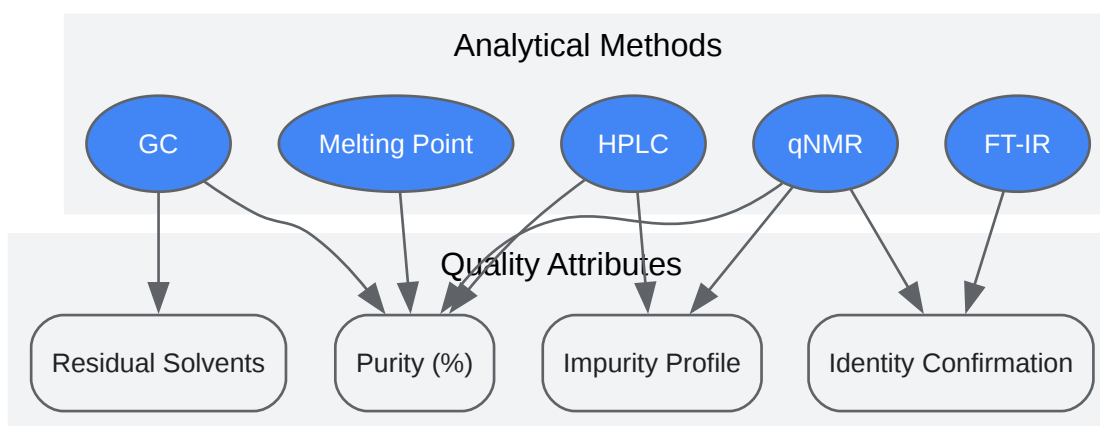 Analytical Methods
GC
Melting Point
HPLC
qNMR
FT-IR
Quality Attributes
Residual Solvents
Purity (%)
Impurity Profile
Identity Confirmation